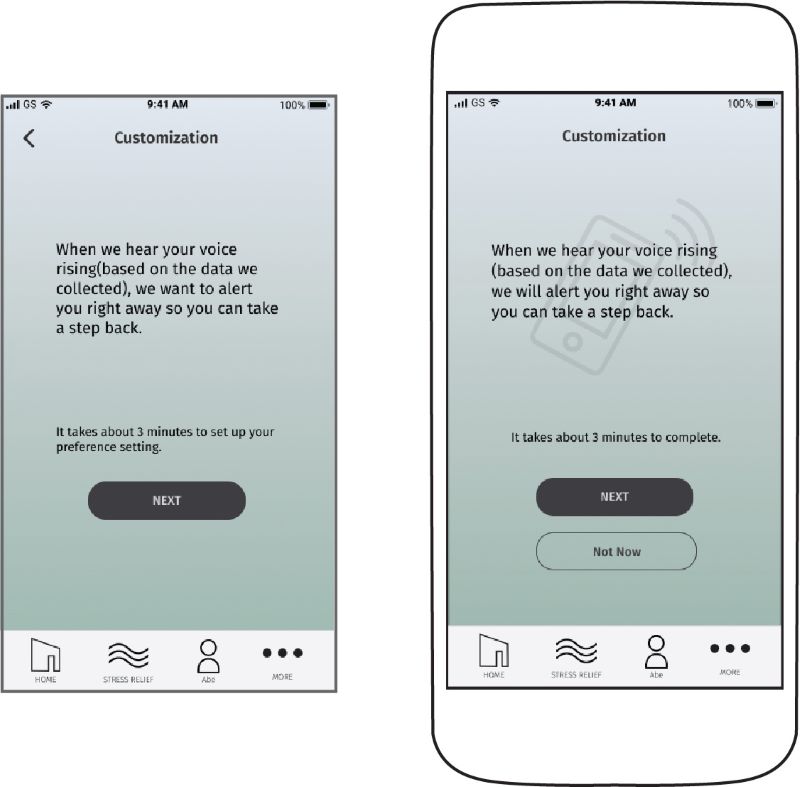 GS 9:41 AM 100%
Customization
When we hear your voice
rising(based on the data we
collected), we want to alert
you right away so you can take
a step back.
It takes about 3 minutes to set up your
preference setting.
NEXT
HOME STRESS RELIEF Abe MORE
GS 9:41 AM 100%
Customization
When we hear your voice rising
(based on the data we collected),
we will alert you right away so
you can take a step back.
It takes about 3 minutes to complete.
NEXT
Not Now
HOME STRESS RELIEF Abe MORE